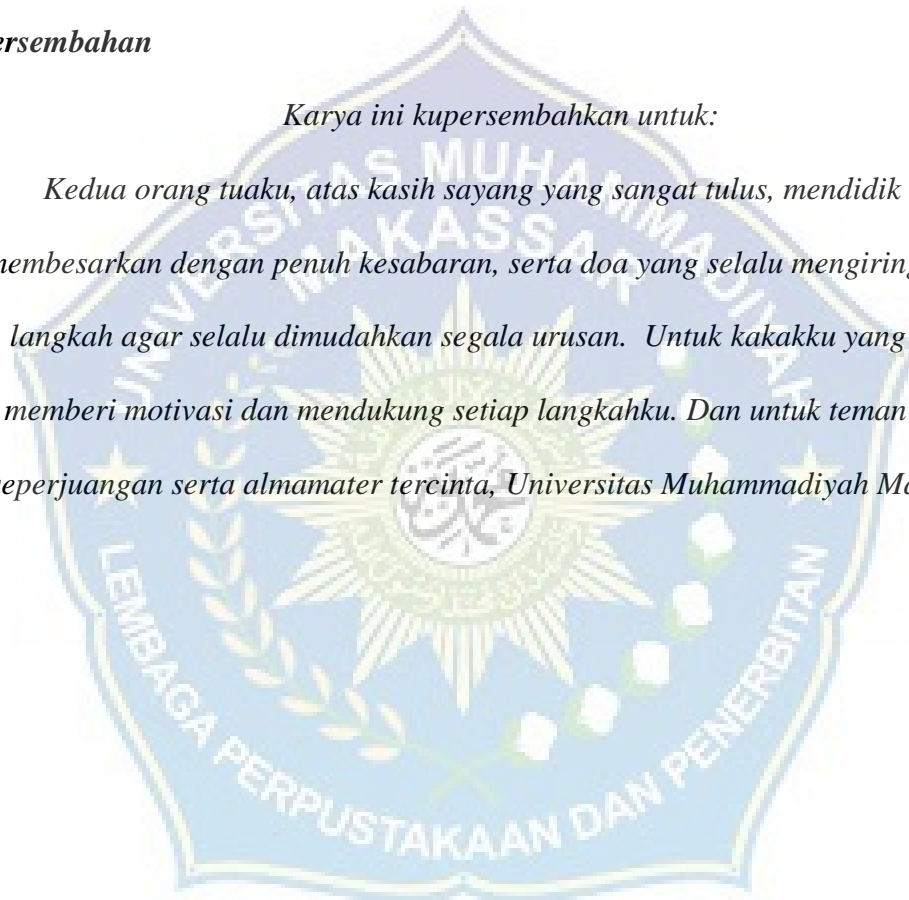 ersembahan
Karya ini kupersembahkan untuk:
Kedua orang tuaku, atas kasih sayang yang sangat tulus, mendidik
membesarkan dengan penuh kesabaran, serta doa yang selalu mengiring
langkah agar selalu dimudahkan segala urusan. Untuk kakakku yang
memberi motivasi dan mendukung setiap langkahku. Dan untuk teman
seperjuangan serta almamater tercinta, Universitas Muhammadiyah Ma
UNIVERSITAS MUHAMMADIYAH
MAKASSAR
LEMBAGA PERPUSTAKAAN DAN PENERBITAN